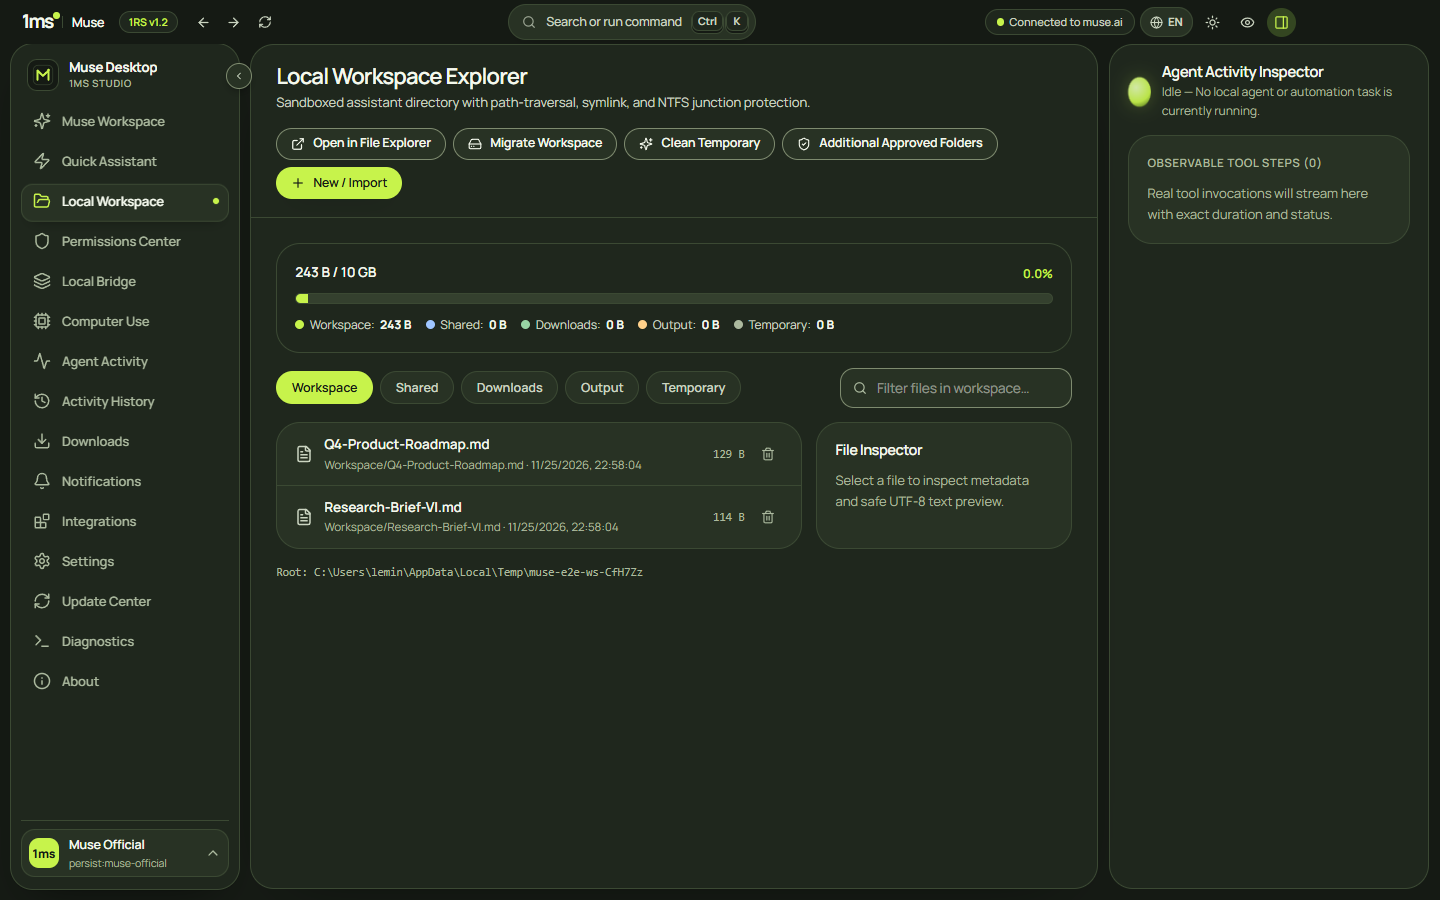 1ms Muse 1RS v1.2 Search or run command Ctrl K Connected to muse.ai EN
Muse Desktop
1MS STUDIO
Muse Workspace
Quick Assistant
Local Workspace
Permissions Center
Local Bridge
Computer Use
Agent Activity
Activity History
Downloads
Notifications
Integrations
Settings
Update Center
Diagnostics
About
1ms Muse Official
persist:muse-official
Local Workspace Explorer
Sandboxed assistant directory with path-traversal, symlink, and NTFS junction protection.
Open in File Explorer Migrate Workspace Clean Temporary Additional Approved Folders
New / Import
243 B / 10 GB 0.0%
Workspace: 243 B Shared: 0 B Downloads: 0 B Output: 0 B Temporary: 0 B
Workspace Shared Downloads Output Temporary Filter files in workspace...
Q4-Product-Roadmap.md
Workspace/Q4-Product-Roadmap.md · 11/25/2026, 22:58:04 129 B
Research-Brief-VI.md
Workspace/Research-Brief-VI.md · 11/25/2026, 22:58:04 114 B
File Inspector
Select a file to inspect metadata
and safe UTF-8 text preview.
Root: C:\Users\lemin\AppData\Local\Temp\muse-e2e-ws-CfH7Zz
Agent Activity Inspector
Idle — No local agent or automation task is
currently running.
OBSERVABLE TOOL STEPS (0)
Real tool invocations will stream here
with exact duration and status.